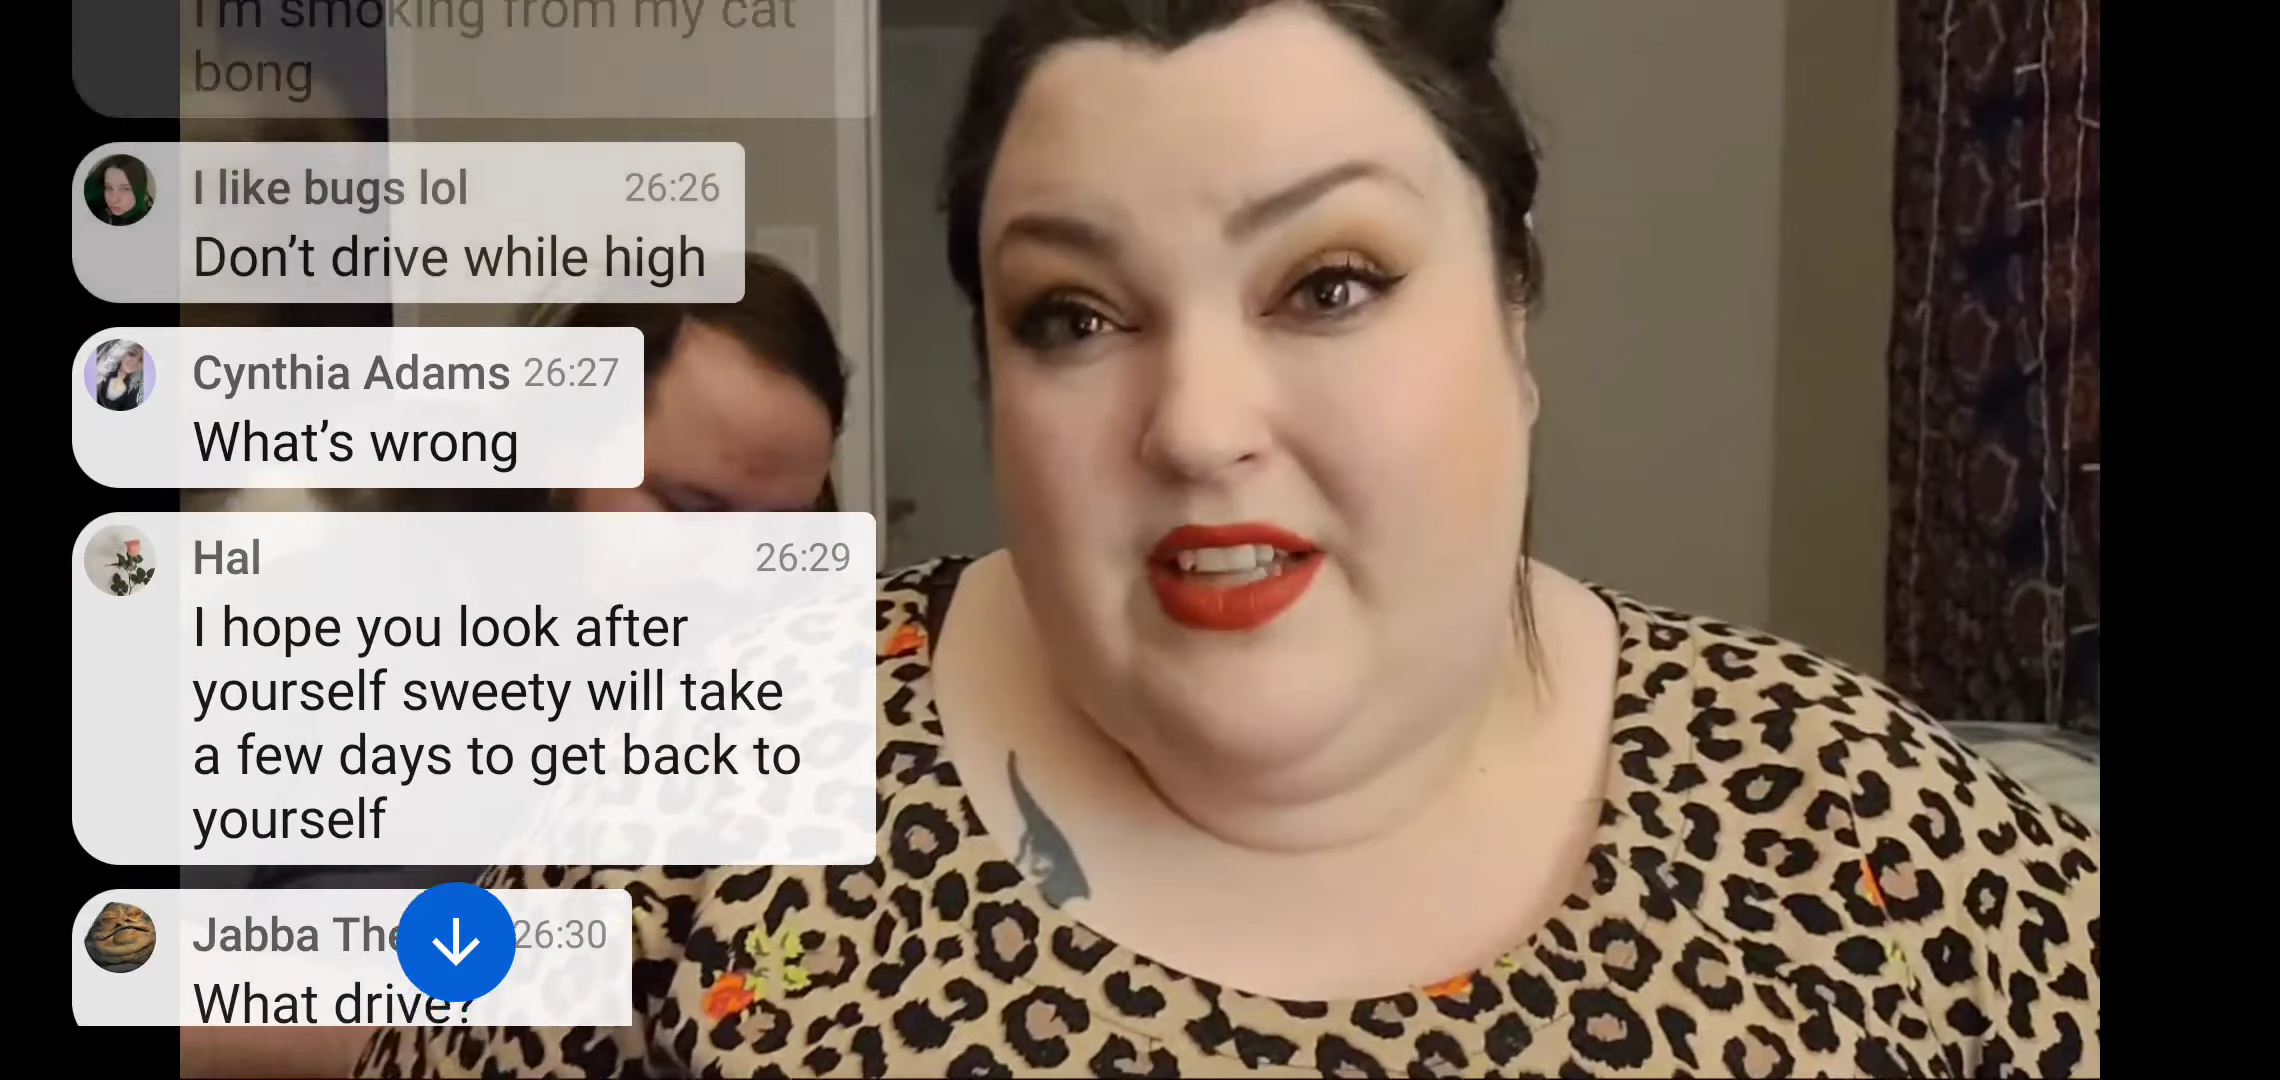 I'm smoking from my cat
bong
I like bugs lol 26:26
Don’t drive while high
Cynthia Adams 26:27
What’s wrong
Hal 26:29
I hope you look after
yourself sweety will take
a few days to get back to
yourself
Jabba The 26:30
What drive?